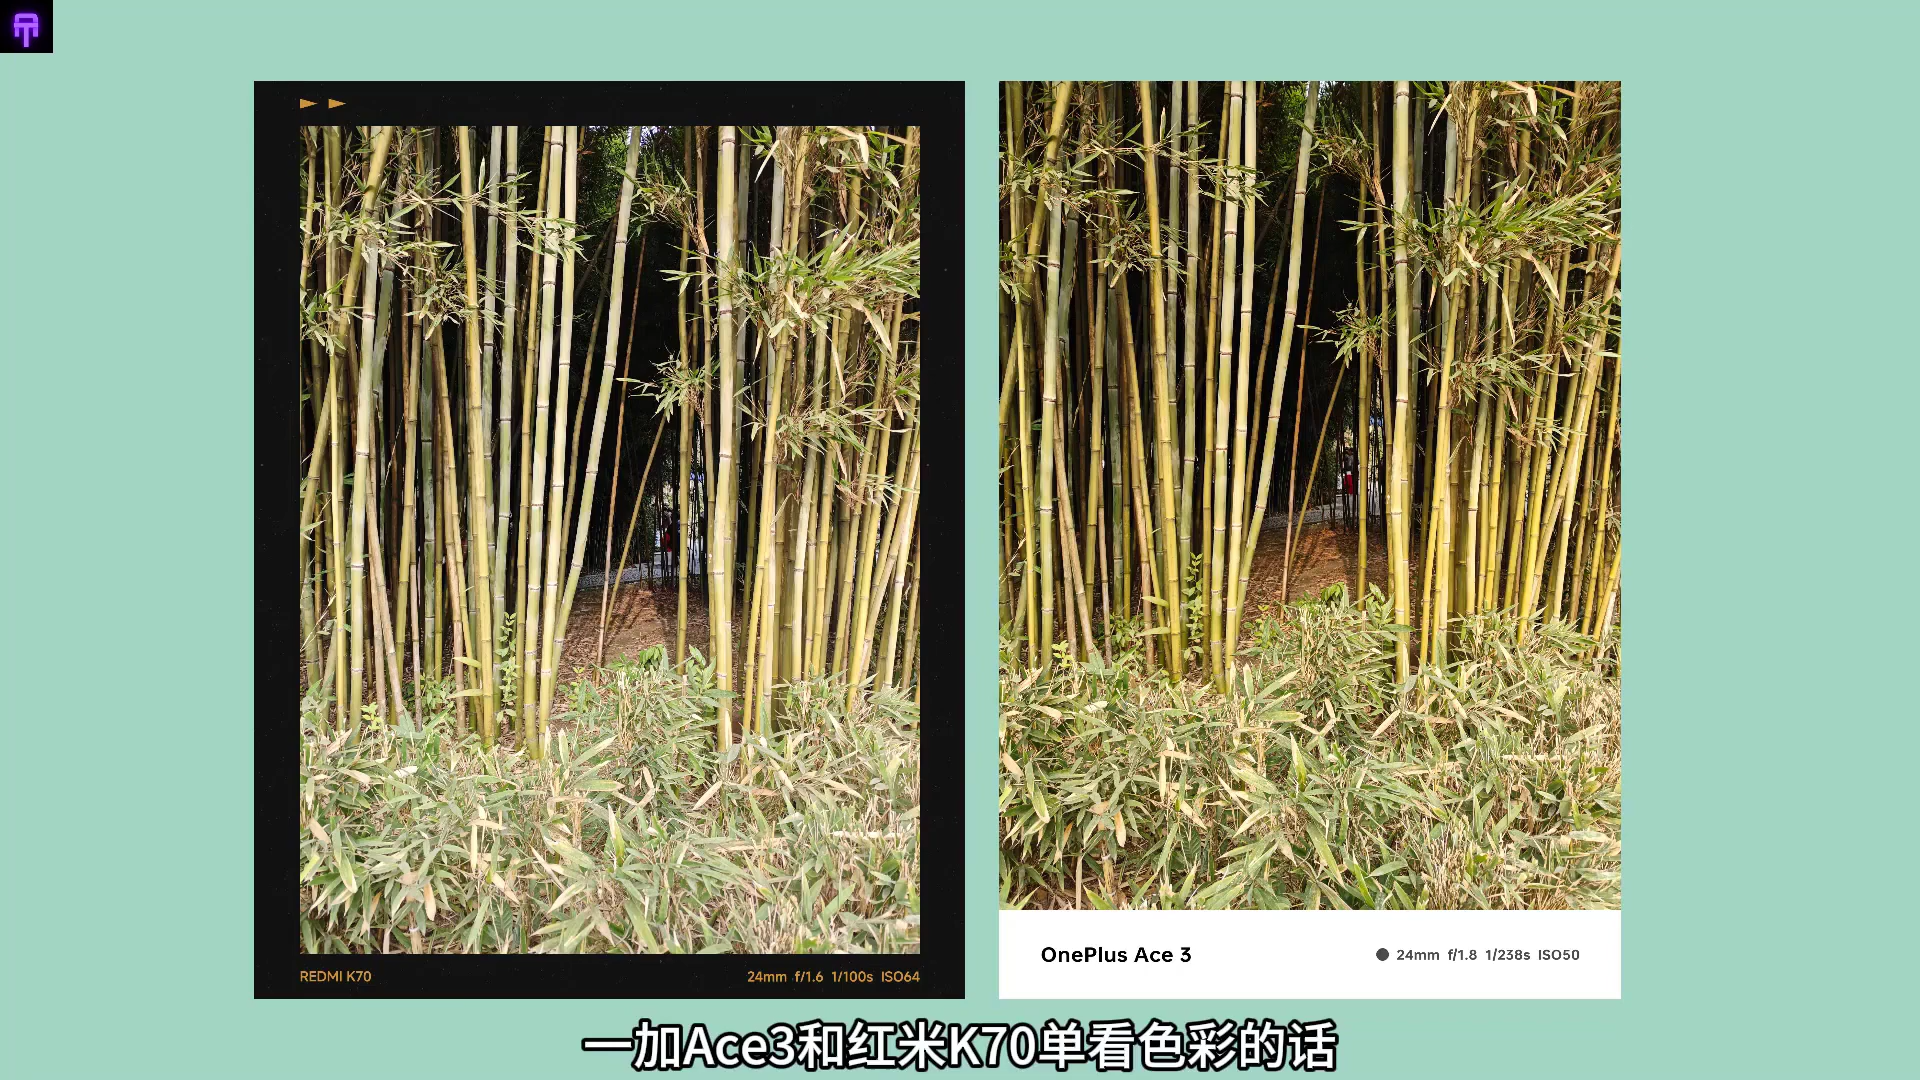 REDMI K70
24mm f/1.6 1/100s ISO64
OnePlus Ace 3
24mm f/1.8 1/238s ISO50
一加Ace3和红米K70单看色彩的话